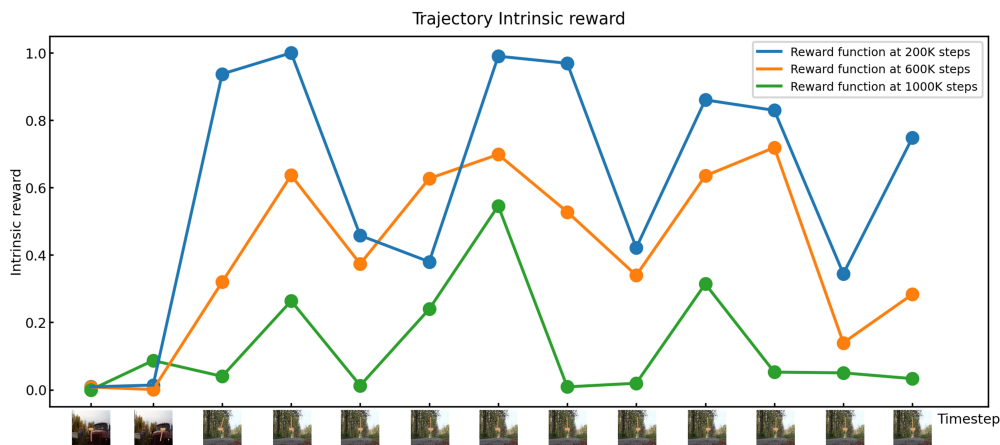 Trajectory Intrinsic reward
Reward function at 200K steps
Reward function at 600K steps
Reward function at 1000K steps
Intrinsic reward
1.0
0.8
0.6
0.4
0.2
0.0
Timestep